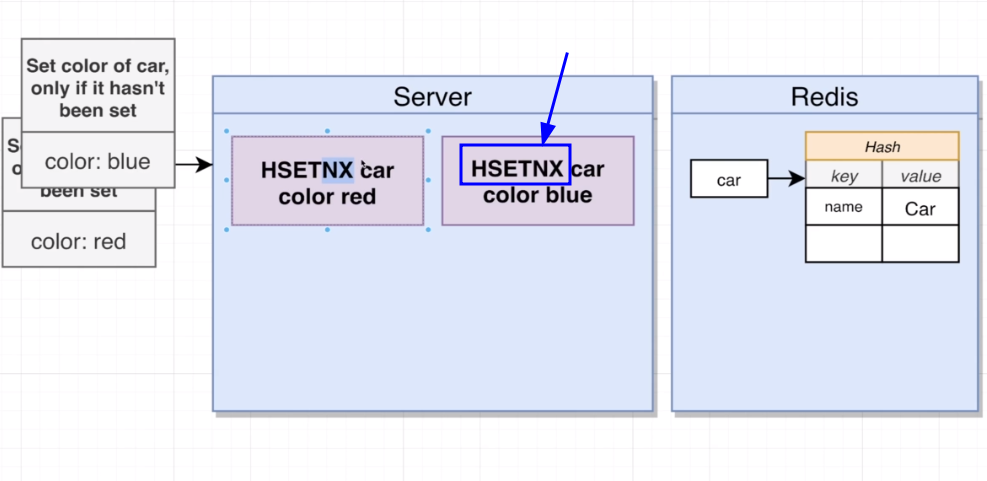 Set color of car,
only if it hasn't
been set
color: blue
S
o
been set
color: red
Server
HSETNX car
color red
HSETNX car
color blue
Redis
car
Hash
key value
name Car